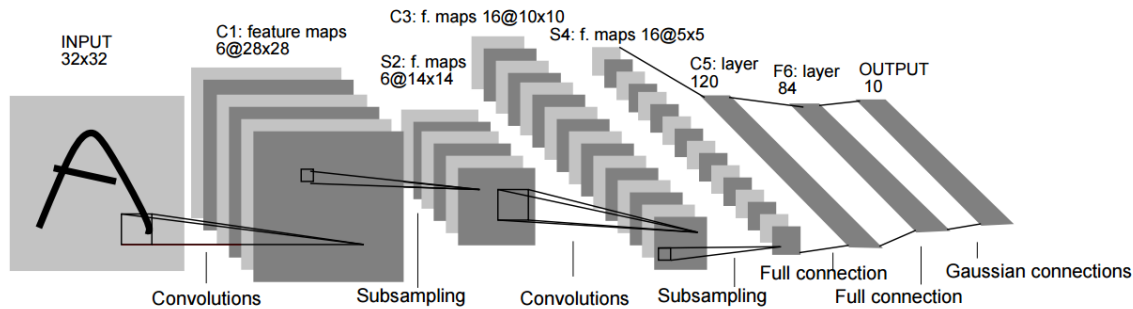 INPUT
32x32
C1: feature maps
6@28x28
S2: f. maps
6@14x14
C3: f. maps 16@10x10
S4: f. maps 16@5x5
C5: layer
120
F6: layer
84
OUTPUT
10
Convolutions
Subsampling
Convolutions
Subsampling
Full connection
Full connection
Gaussian connections